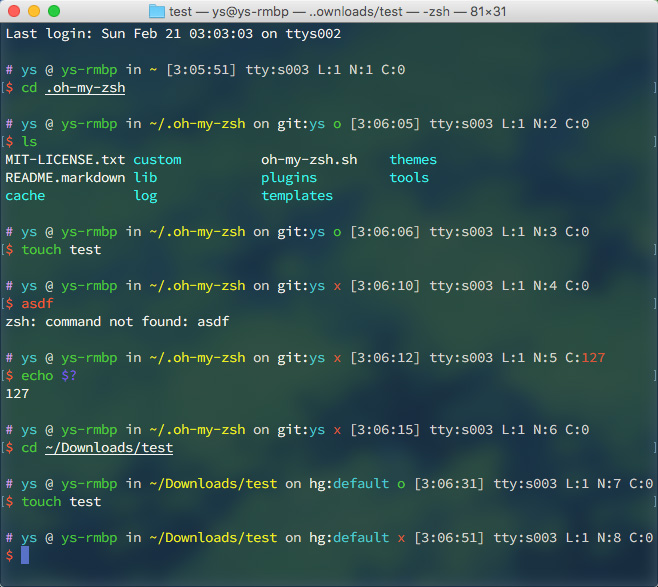 test — ys@ys-rmbp — ..ownloads/test — -zsh — 81×31
Last login: Sun Feb 21 03:03:03 on ttys002
# ys @ ys-rmbp in ~ [3:05:51] tty:s003 L:1 N:1 C:0
[$ cd .oh-my-zsh ]
# ys @ ys-rmbp in ~/.oh-my-zsh on git:ys o [3:06:05] tty:s003 L:1 N:2 C:0
[$ ls ]
MIT-LICENSE.txt custom oh-my-zsh.sh themes
README.markdown lib plugins tools
cache log templates
# ys @ ys-rmbp in ~/.oh-my-zsh on git:ys o [3:06:06] tty:s003 L:1 N:3 C:0
[$ touch test ]
# ys @ ys-rmbp in ~/.oh-my-zsh on git:ys x [3:06:10] tty:s003 L:1 N:4 C:0
[$ asdf ]
zsh: command not found: asdf
# ys @ ys-rmbp in ~/.oh-my-zsh on git:ys x [3:06:12] tty:s003 L:1 N:5 C:127
[$ echo $? ]
127
# ys @ ys-rmbp in ~/.oh-my-zsh on git:ys x [3:06:15] tty:s003 L:1 N:6 C:0
[$ cd ~/Downloads/test ]
# ys @ ys-rmbp in ~/Downloads/test on hg:default o [3:06:31] tty:s003 L:1 N:7 C:0
[$ touch test ]
# ys @ ys-rmbp in ~/Downloads/test on hg:default x [3:06:51] tty:s003 L:1 N:8 C:0
$